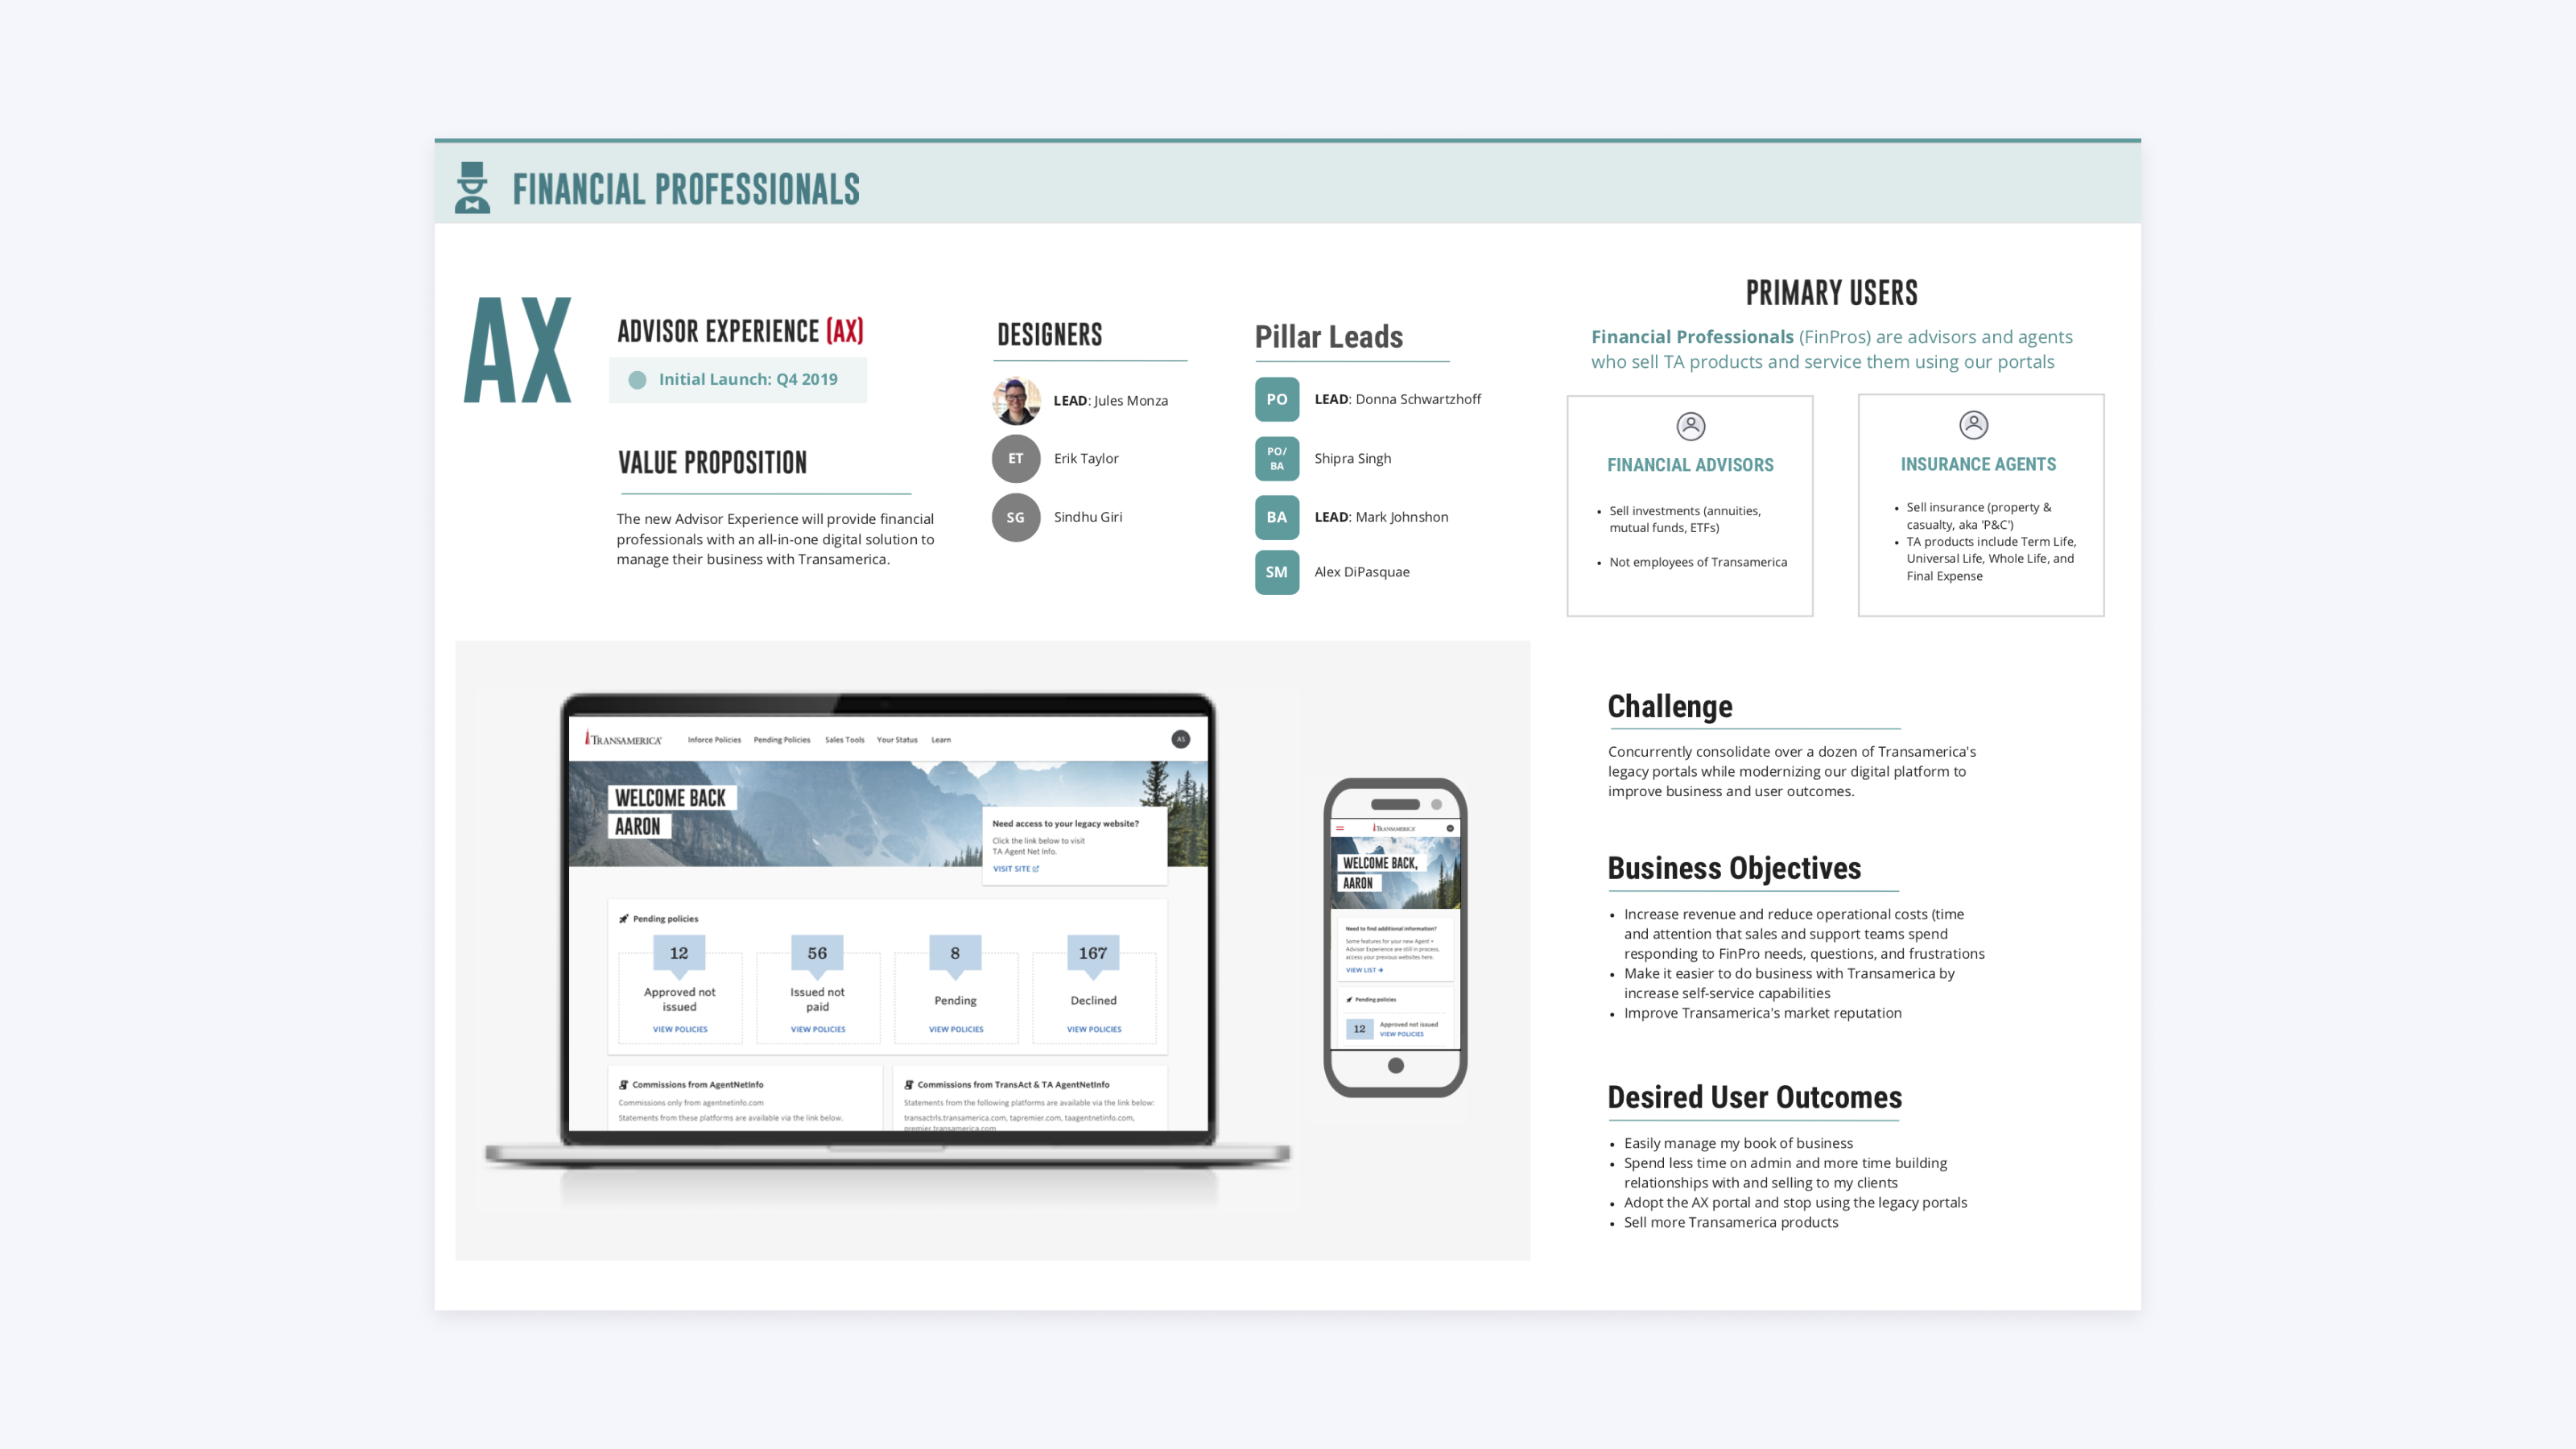 FINANCIAL PROFESSIONALS
AX
ADVISOR EXPERIENCE (AX)
Initial Launch: Q4 2019
VALUE PROPOSITION
The new Advisor Experience will provide financial
professionals with an all-in-one digital solution to
manage their business with Transamerica.
DESIGNERS
LEAD: Jules Monza
ET
Erik Taylor
SG
Sindhu Giri
Pillar Leads
PO
LEAD: Donna Schwartzhoff
PO/
BA
Shipra Singh
BA
LEAD: Mark Johnshon
SM
Alex DiPasquae
PRIMARY USERS
Financial Professionals (FinPros) are advisors and agents
who sell TA products and service them using our portals
FINANCIAL ADVISORS
• Sell investments (annuities,
mutual funds, ETFs)
• Not employees of Transamerica
INSURANCE AGENTS
• Sell insurance (property &
casualty, aka 'P&C')
• TA products include Term Life,
Universal Life, Whole Life, and
Final Expense
TRANSAMERICA
Inforce Policies Pending Policies Sales Tools Your Status Learn
AS
WELCOME BACK
AARON
Need access to your legacy website?
Click the link below to visit
TA Agent Net Info.
VISIT SITE
Pending policies
12
Approved not
issued
VIEW POLICIES
56
Issued not
paid
VIEW POLICIES
8
Pending
VIEW POLICIES
167
Declined
VIEW POLICIES
Commissions from AgentNetInfo
Commissions only from agentnetinfo.com
Statements from these platforms are available via the link below.
Commissions from TransAct & TA AgentNetInfo
Statements from the following platforms are available via the link below:
transactrls.transamerica.com, tapremier.com, taagentnetinfo.com,
premier.transamerica.com
TRANSAMERICA
WELCOME BACK,
AARON
Need to find additional information?
Some features for your new Agent +
Advisor Experience are still in process,
access your previous websites here.
VIEW LIST
Pending policies
12
Approved not issued
VIEW POLICIES
Challenge
Concurrently consolidate over a dozen of Transamerica's
legacy portals while modernizing our digital platform to
improve business and user outcomes.
Business Objectives
• Increase revenue and reduce operational costs (time
and attention that sales and support teams spend
responding to FinPro needs, questions, and frustrations
• Make it easier to do business with Transamerica by
increase self-service capabilities
• Improve Transamerica's market reputation
Desired User Outcomes
• Easily manage my book of business
• Spend less time on admin and more time building
relationships with and selling to my clients
• Adopt the AX portal and stop using the legacy portals
• Sell more Transamerica products